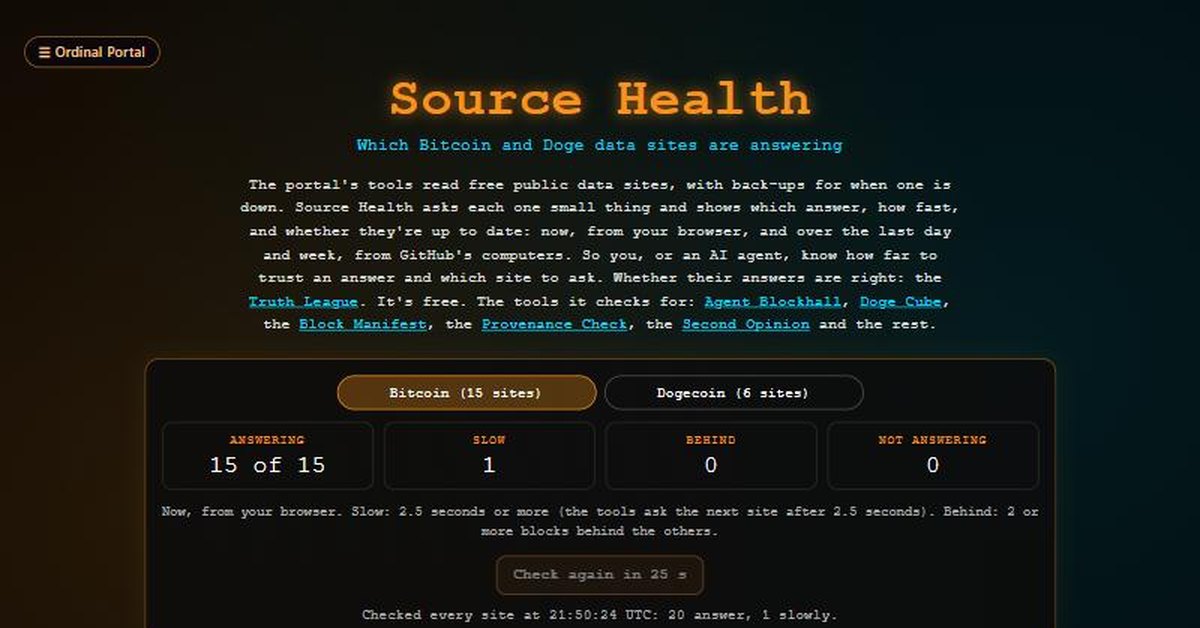 ☰ Ordinal Portal
Source Health
Which Bitcoin and Doge data sites are answering
The portal's tools read free public data sites, with back-ups for when one is
down. Source Health asks each one small thing and shows which answer, how fast,
and whether they're up to date: now, from your browser, and over the last day
and week, from GitHub's computers. So you, or an AI agent, know how far to
trust an answer and which site to ask. Whether their answers are right: the
Truth League. It's free. The tools it checks for: Agent Blockhall, Doge Cube,
the Block Manifest, the Provenance Check, the Second Opinion and the rest.
Bitcoin (15 sites) Dogecoin (6 sites)
ANSWERING SLOW BEHIND NOT ANSWERING
15 of 15 1 0 0
Now, from your browser. Slow: 2.5 seconds or more (the tools ask the next site after 2.5 seconds). Behind: 2 or
more blocks behind the others.
Check again in 25 s
Checked every site at 21:50:24 UTC: 20 answer, 1 slowly.